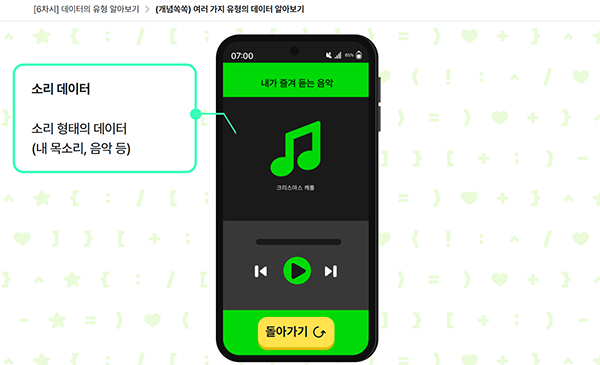 [6차시] 데이터의 유형 알아보기 > (개념쏙쏙) 여러 가지 유형의 데이터 알아보기
소리 데이터
소리 형태의 데이터
(내 목소리, 음악 등)
07:00
65%
내가 즐겨 듣는 음악
크리스마스 캐롤
돌아가기